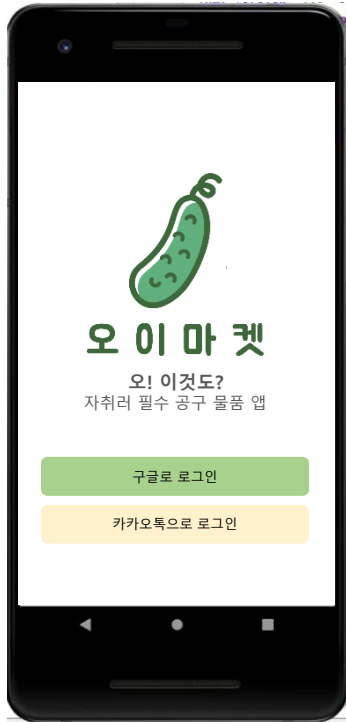 오이마켓
오! 이것도?
자취러 필수 공구 물품 앱
구글로 로그인
카카오톡으로 로그인